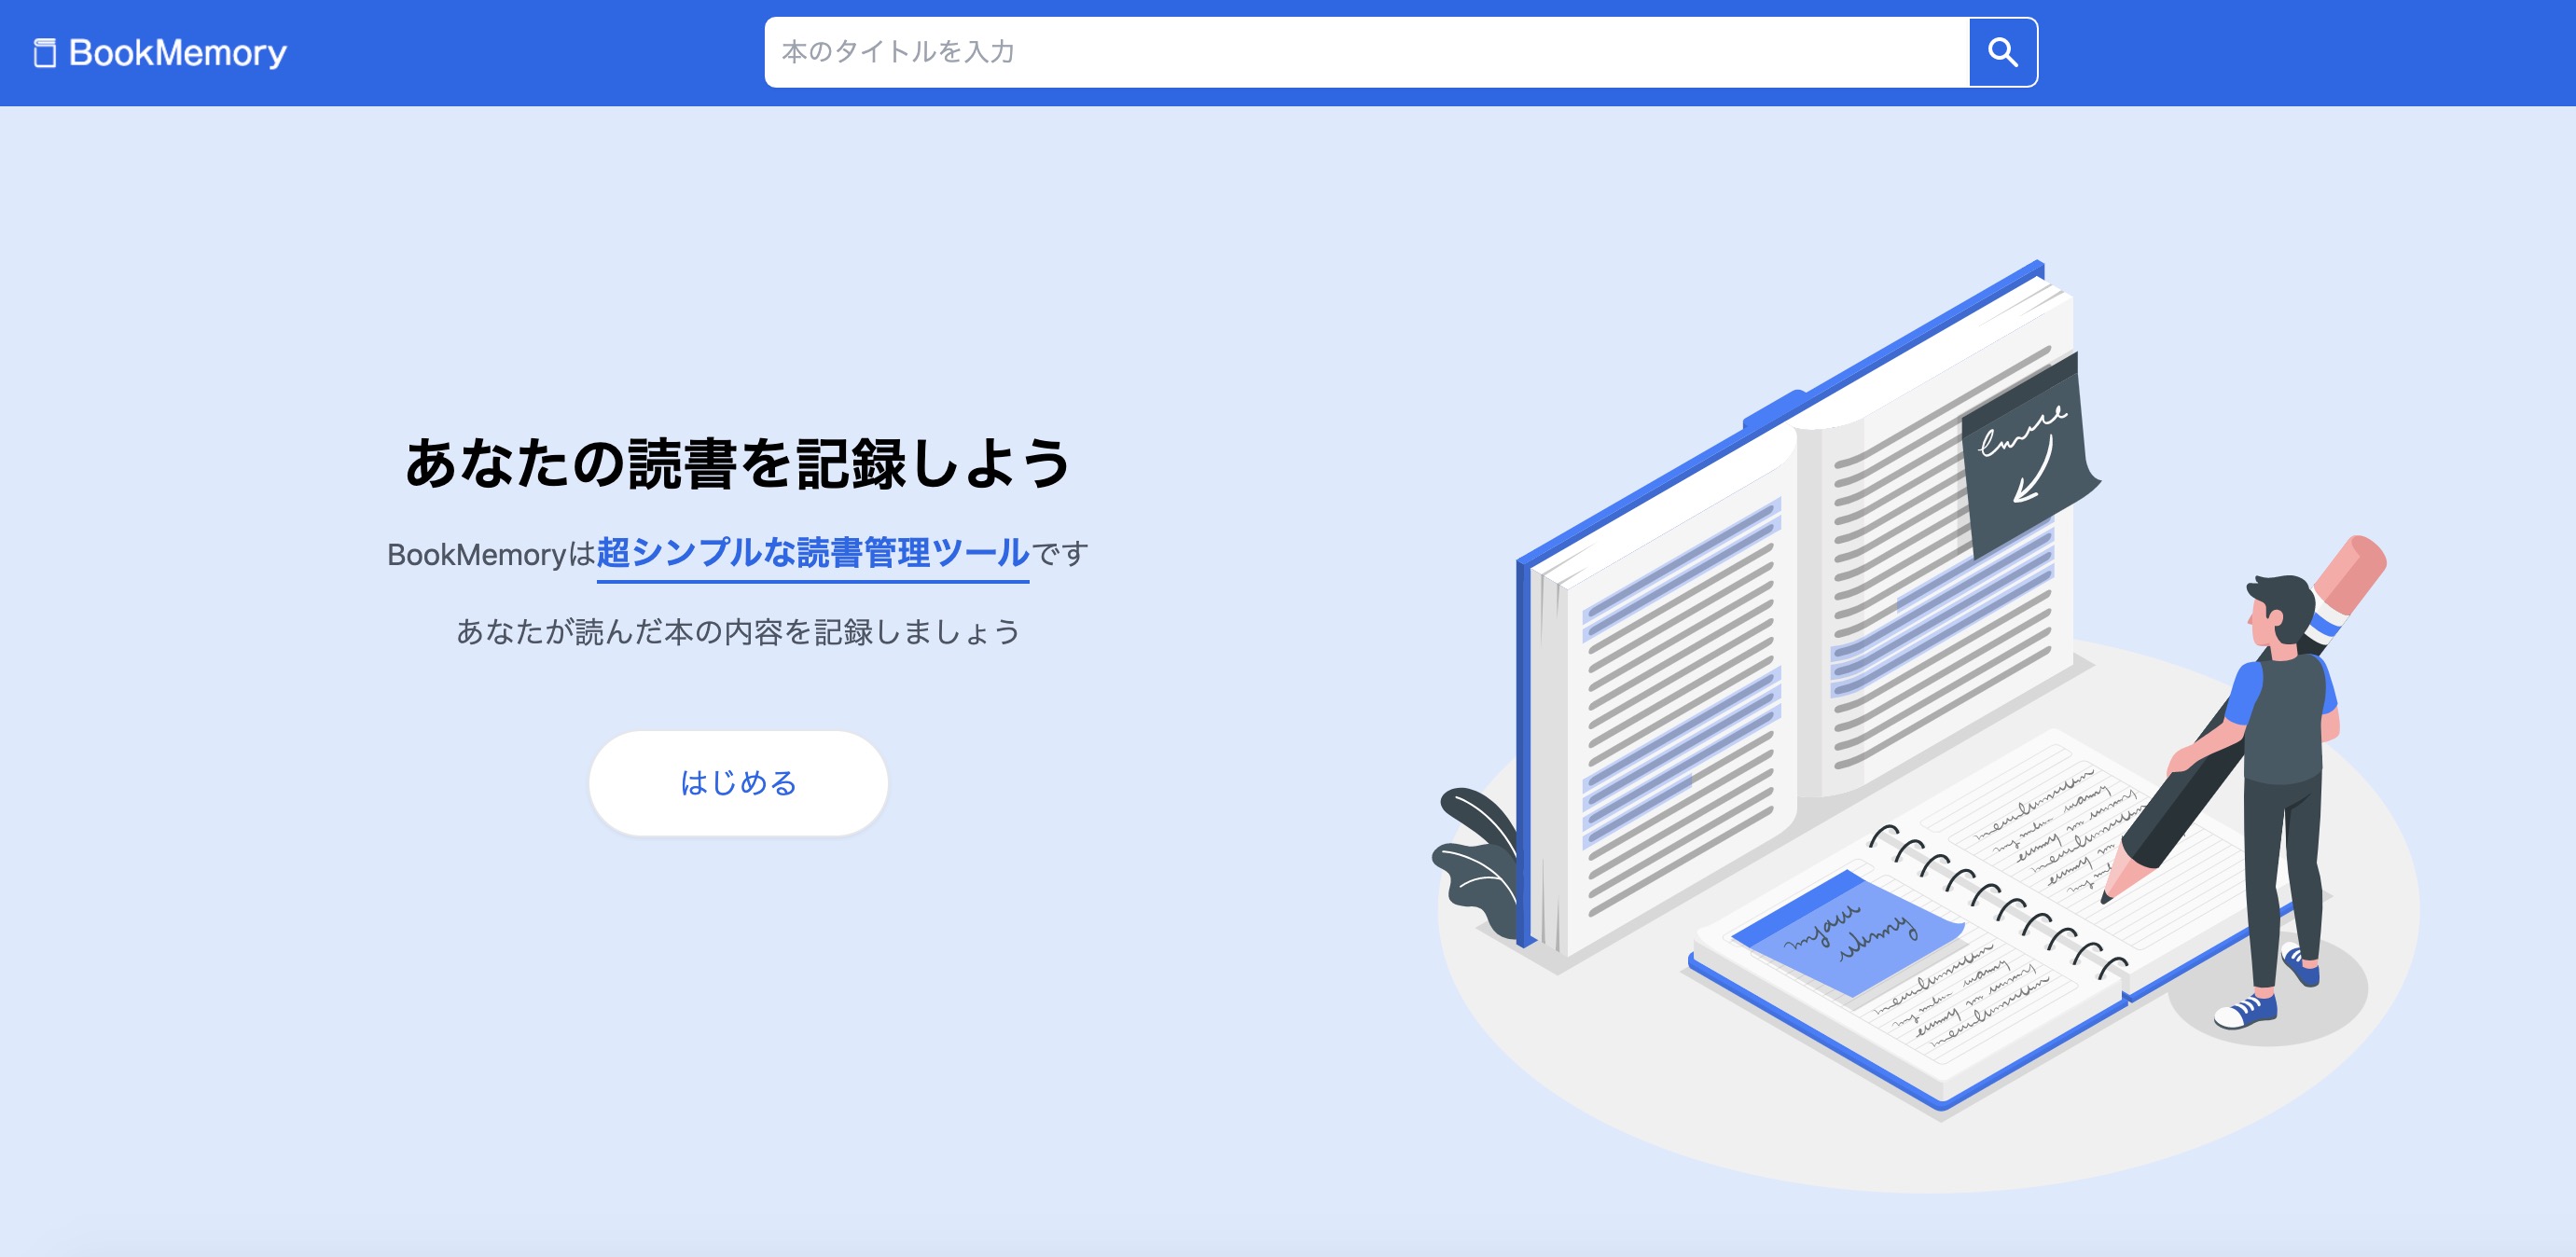 BookMemory
本のタイトルを入力
あなたの読書を記録しよう
BookMemoryは超シンプルな読書管理ツールです
あなたが読んだ本の内容を記録しましょう
はじめる